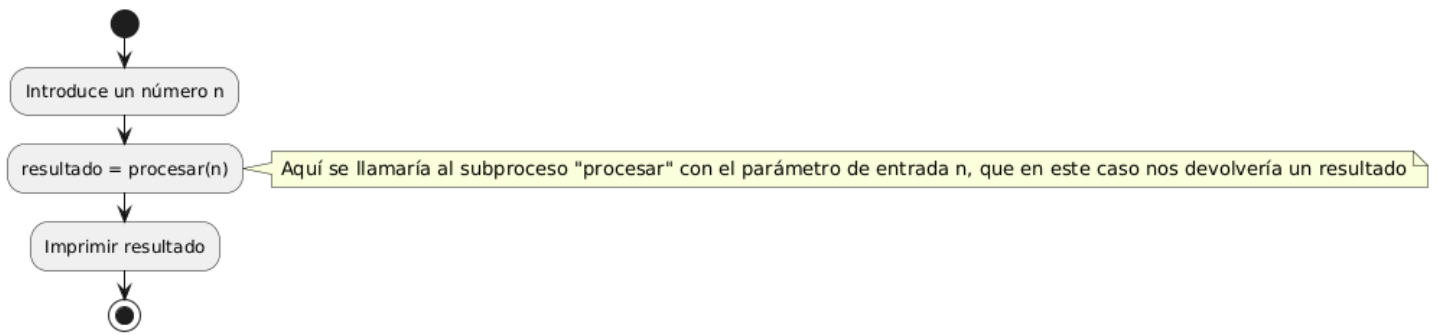 Introduce un número n
resultado = procesar(n)
Aquí se llamaría al subproceso "procesar" con el parámetro de entrada n, que en este caso nos devolvería un resultado
Imprimir resultado